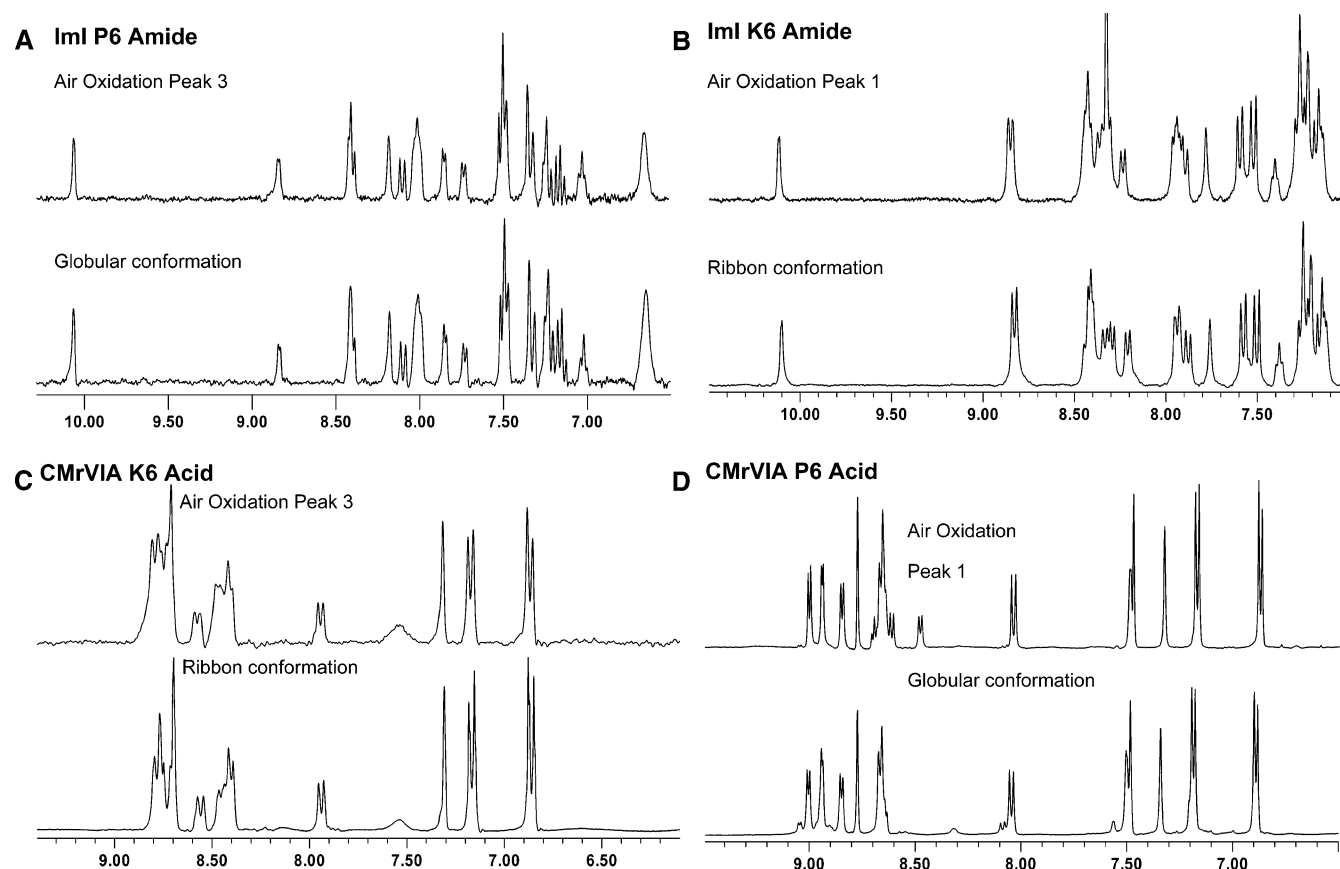 A ImI P6 Amide
Air Oxidation Peak 3
Globular conformation
10.00 9.50 9.00 8.50 8.00 7.50 7.00
B ImI K6 Amide
Air Oxidation Peak 1
Ribbon conformation
10.00 9.50 9.00 8.50 8.00 7.50
C CMrVIA K6 Acid
Air Oxidation Peak 3
Ribbon conformation
9.00 8.50 8.00 7.50 7.00 6.50
D CMrVIA P6 Acid
Air Oxidation
Peak 1
Globular conformation
9.00 8.50 8.00 7.50 7.00